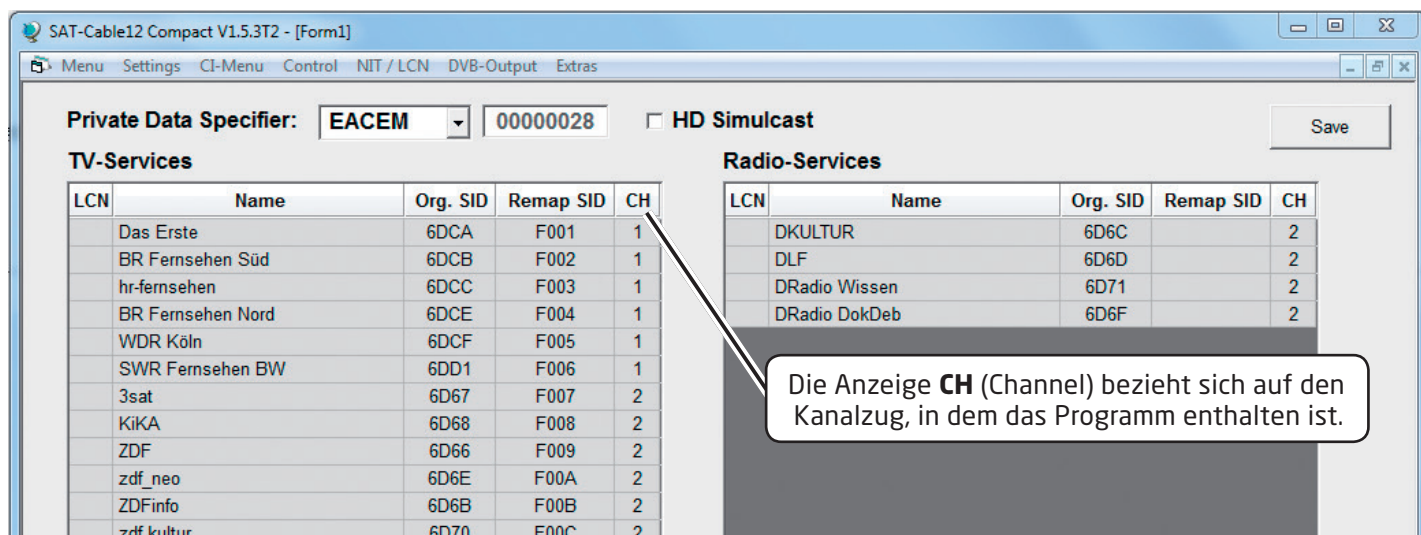 SAT-Cable12 Compact V1.5.3T2 - [Form1]
Menu Settings CI-Menu Control NIT / LCN DVB-Output Extras
Private Data Specifier: EACEM 00000028 HD Simulcast Save
TV-Services
LCN Name Org. SID Remap SID CH
Das Erste 6DCA F001 1
BR Fernsehen Süd 6DCB F002 1
hr-fernsehen 6DCC F003 1
BR Fernsehen Nord 6DCE F004 1
WDR Köln 6DCF F005 1
SWR Fernsehen BW 6DD1 F006 1
3sat 6D67 F007 2
KiKA 6D68 F008 2
ZDF 6D66 F009 2
zdf_neo 6D6E F00A 2
ZDFinfo 6D6B F00B 2
zdf.kultur 6D70 F00C 2
Radio-Services
LCN Name Org. SID Remap SID CH
DKULTUR 6D6C 2
DLF 6D6D 2
DRadio Wissen 6D71 2
DRadio DokDeb 6D6F 2
Die Anzeige CH (Channel) bezieht sich auf den
Kanalzug, in dem das Programm enthalten ist.